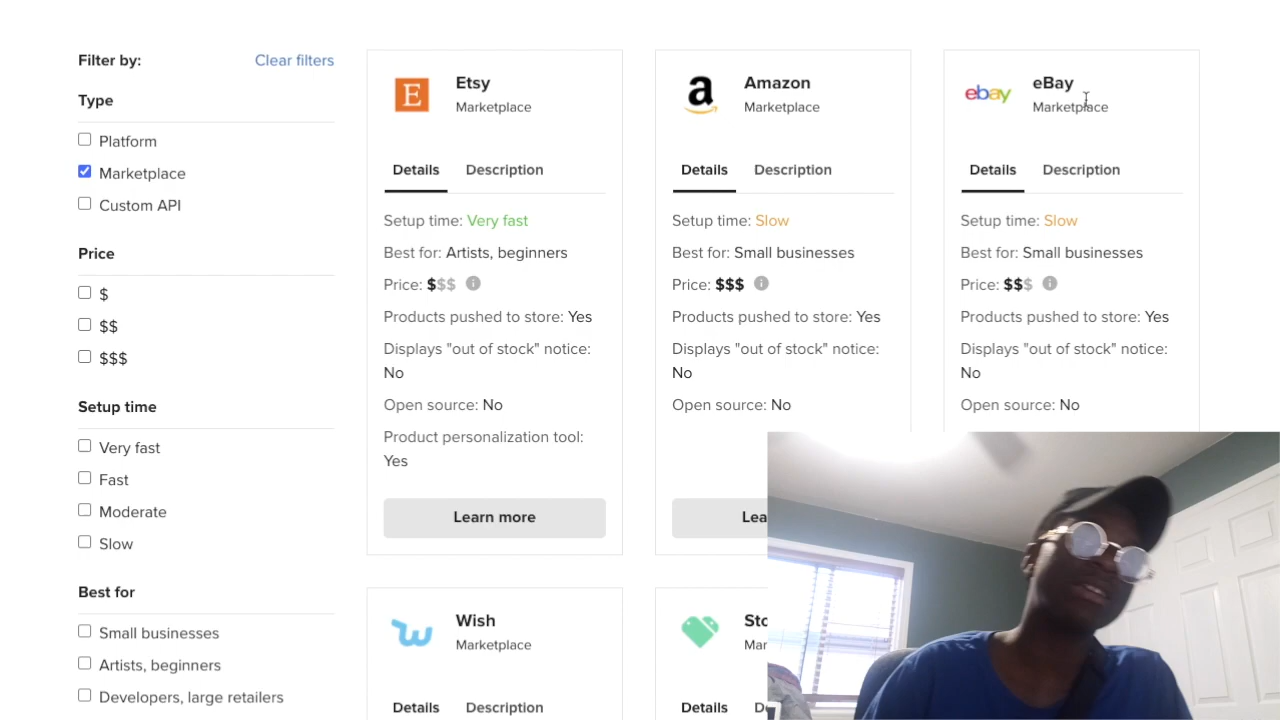 Filter by:
Clear filters
Type
Platform
Marketplace
Custom API
Price
$
$$
$$$
Setup time
Very fast
Fast
Moderate
Slow
Best for
Small businesses
Artists, beginners
Developers, large retailers
E
Etsy
Marketplace
Details Description
Setup time: Very fast
Best for: Artists, beginners
Price: $$$
Products pushed to store: Yes
Displays "out of stock" notice:
No
Open source: No
Product personalization tool:
Yes
Learn more
a
Amazon
Marketplace
Details Description
Setup time: Slow
Best for: Small businesses
Price: $$$
Products pushed to store: Yes
Displays "out of stock" notice:
No
Open source: No
Lea
ebay
eBay
Marketplace
Details Description
Setup time: Slow
Best for: Small businesses
Price: $$$
Products pushed to store: Yes
Displays "out of stock" notice:
No
Open source: No
Wish
Marketplace
Details Description
Sto
Mar
Details D